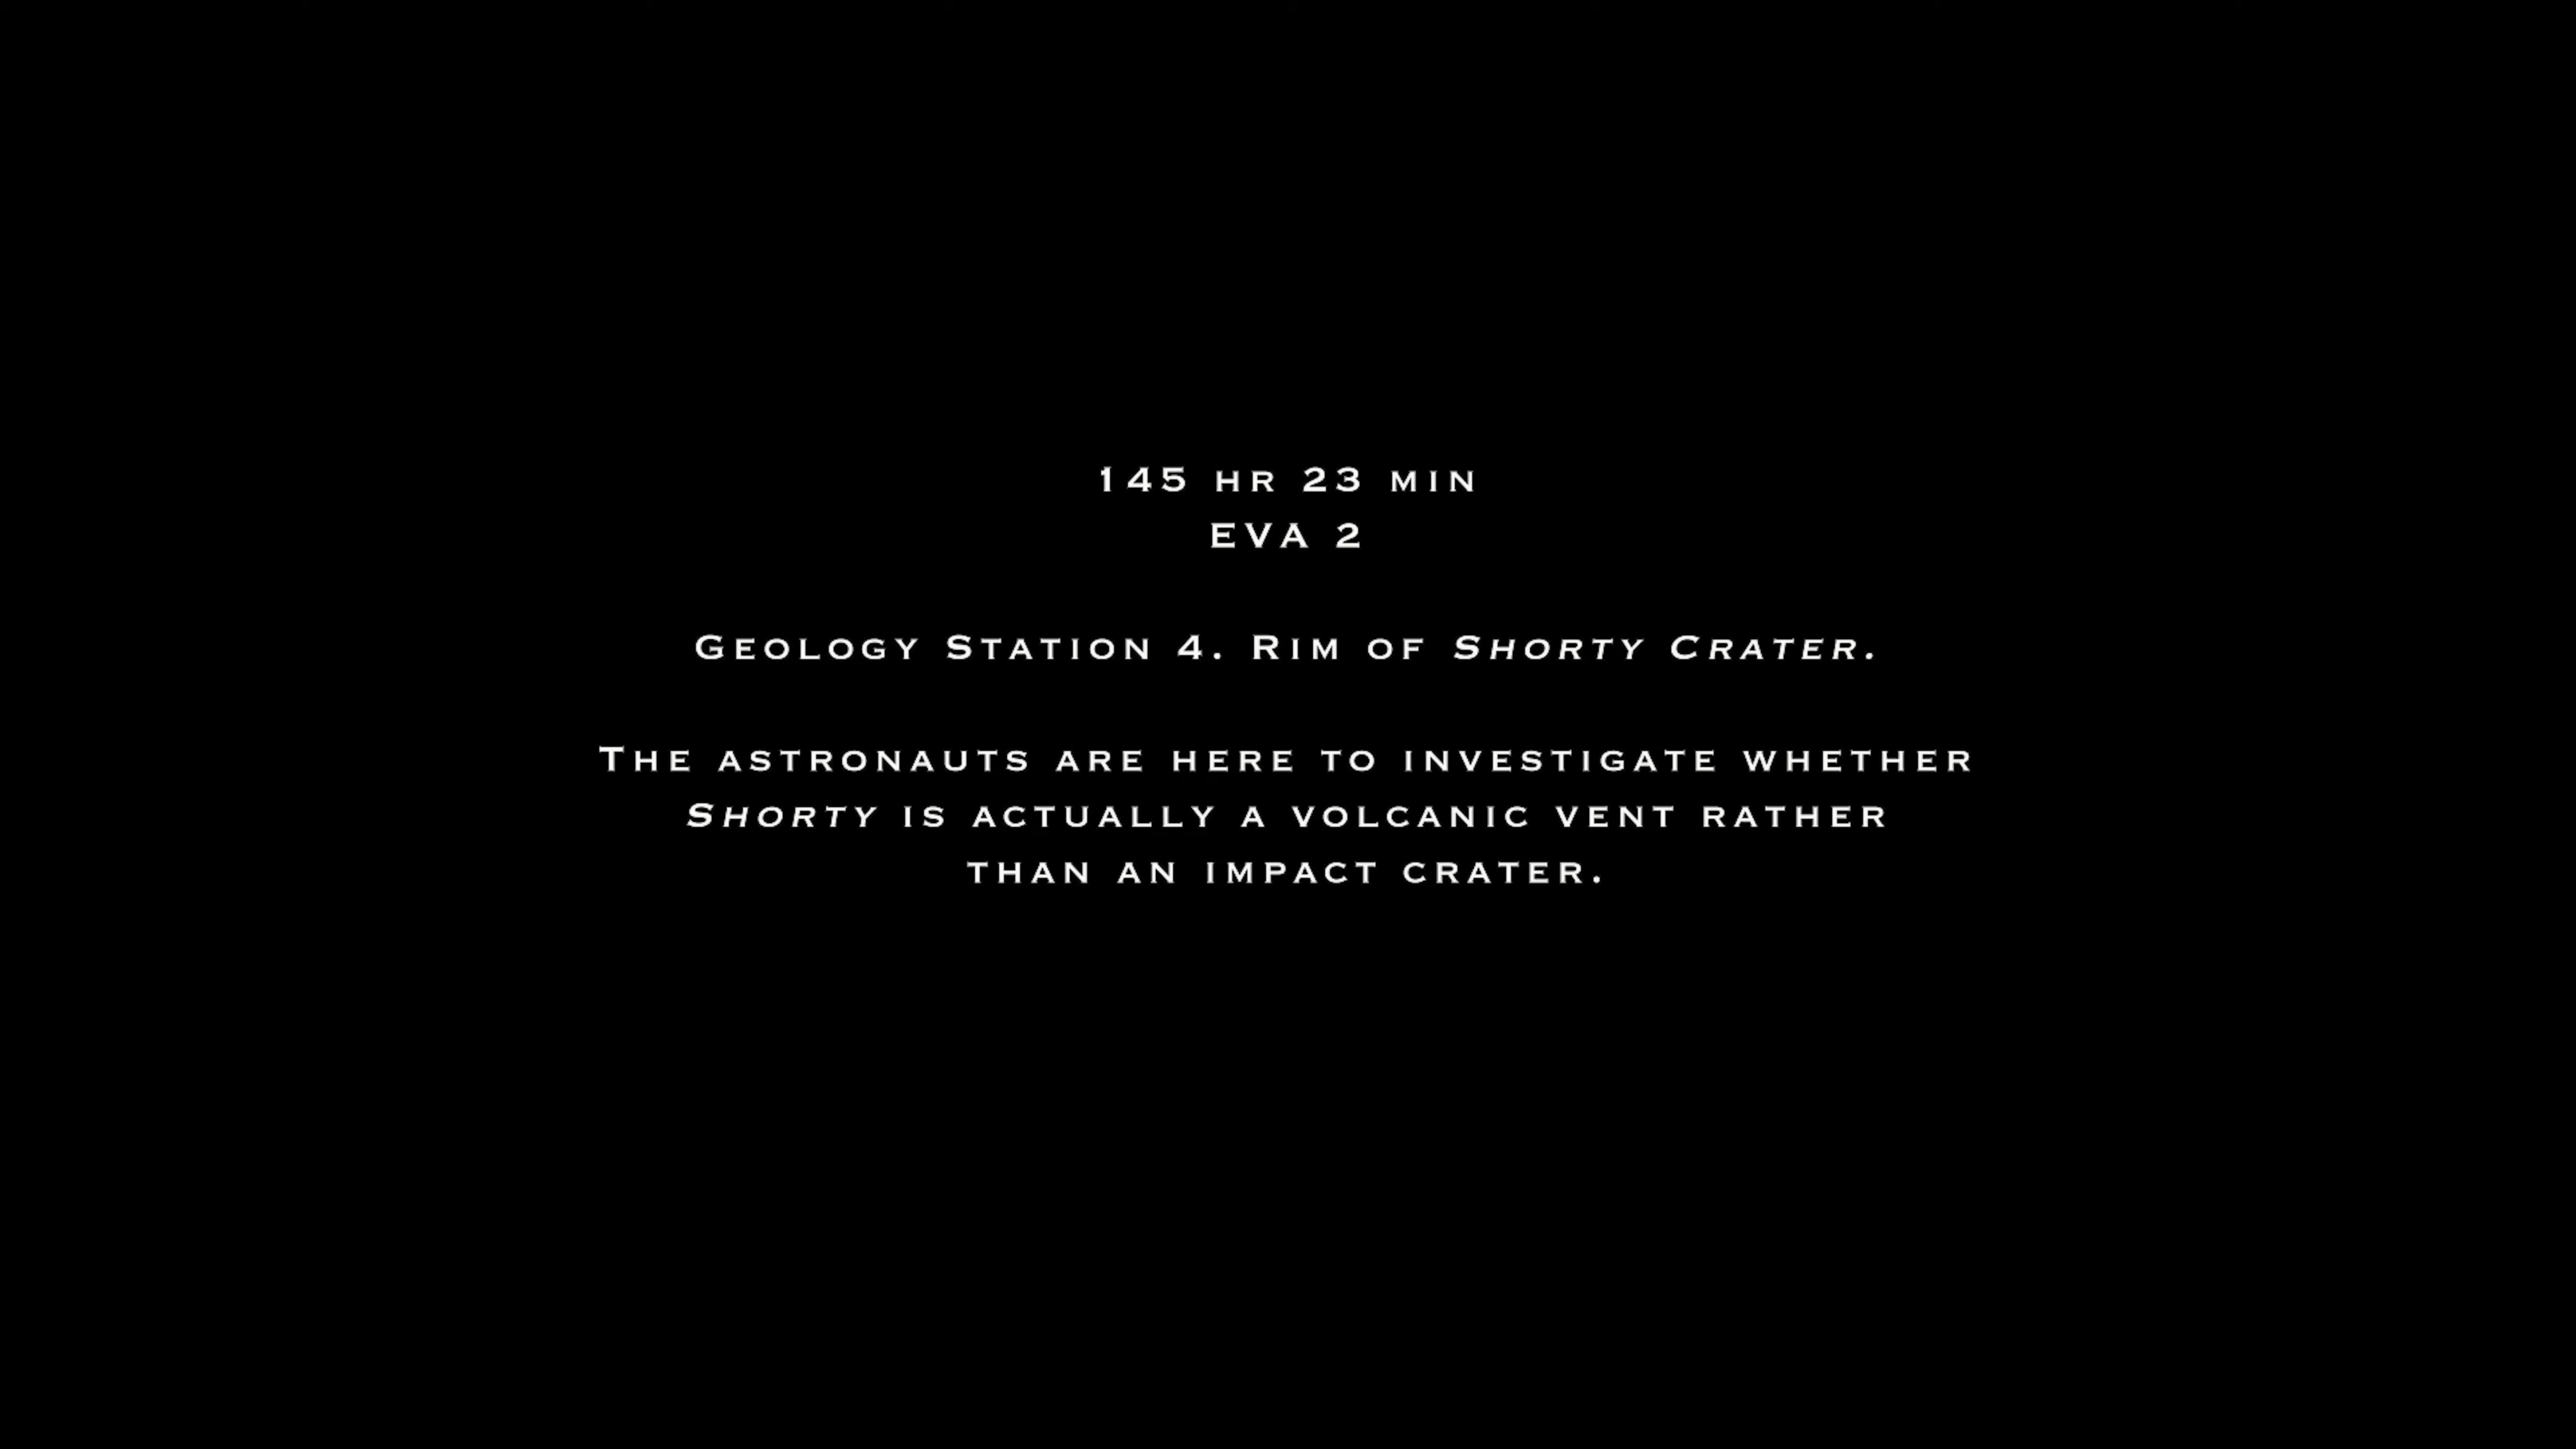 145 HR 23 MIN
EVA 2
GEOLOGY STATION 4. RIM OF SHORTY CRATER.
THE ASTRONAUTS ARE HERE TO INVESTIGATE WHETHER
SHORTY IS ACTUALLY A VOLCANIC VENT RATHER
THAN AN IMPACT CRATER.